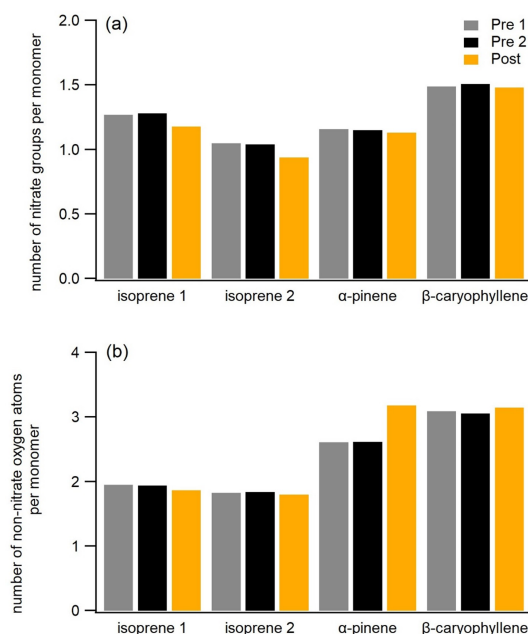 (a)
Pre 1
Pre 2
Post
number of nitrate groups per monomer
2.0
1.5
1.0
0.5
0.0
isoprene 1 isoprene 2 α-pinene β-caryophyllene
(b)
number of non-nitrate oxygen atoms
per monomer
4
3
2
1
0
isoprene 1 isoprene 2 α-pinene β-caryophyllene